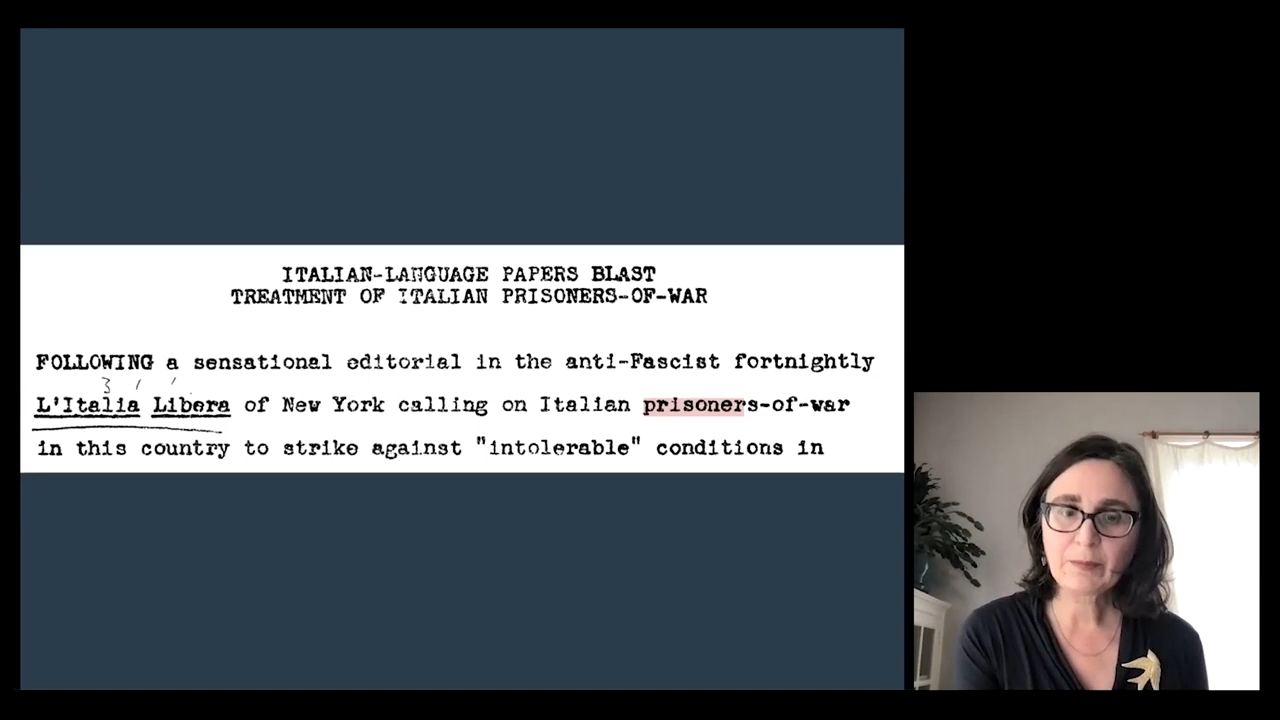 ITALIAN-LANGUAGE PAPERS BLAST
TREATMENT OF ITALIAN PRISONERS-OF-WAR
FOLLOWING a sensational editorial in the anti-Fascist fortnightly
L'Italia Libera of New York calling on Italian prisoners-of-war
in this country to strike against "intolerable" conditions in